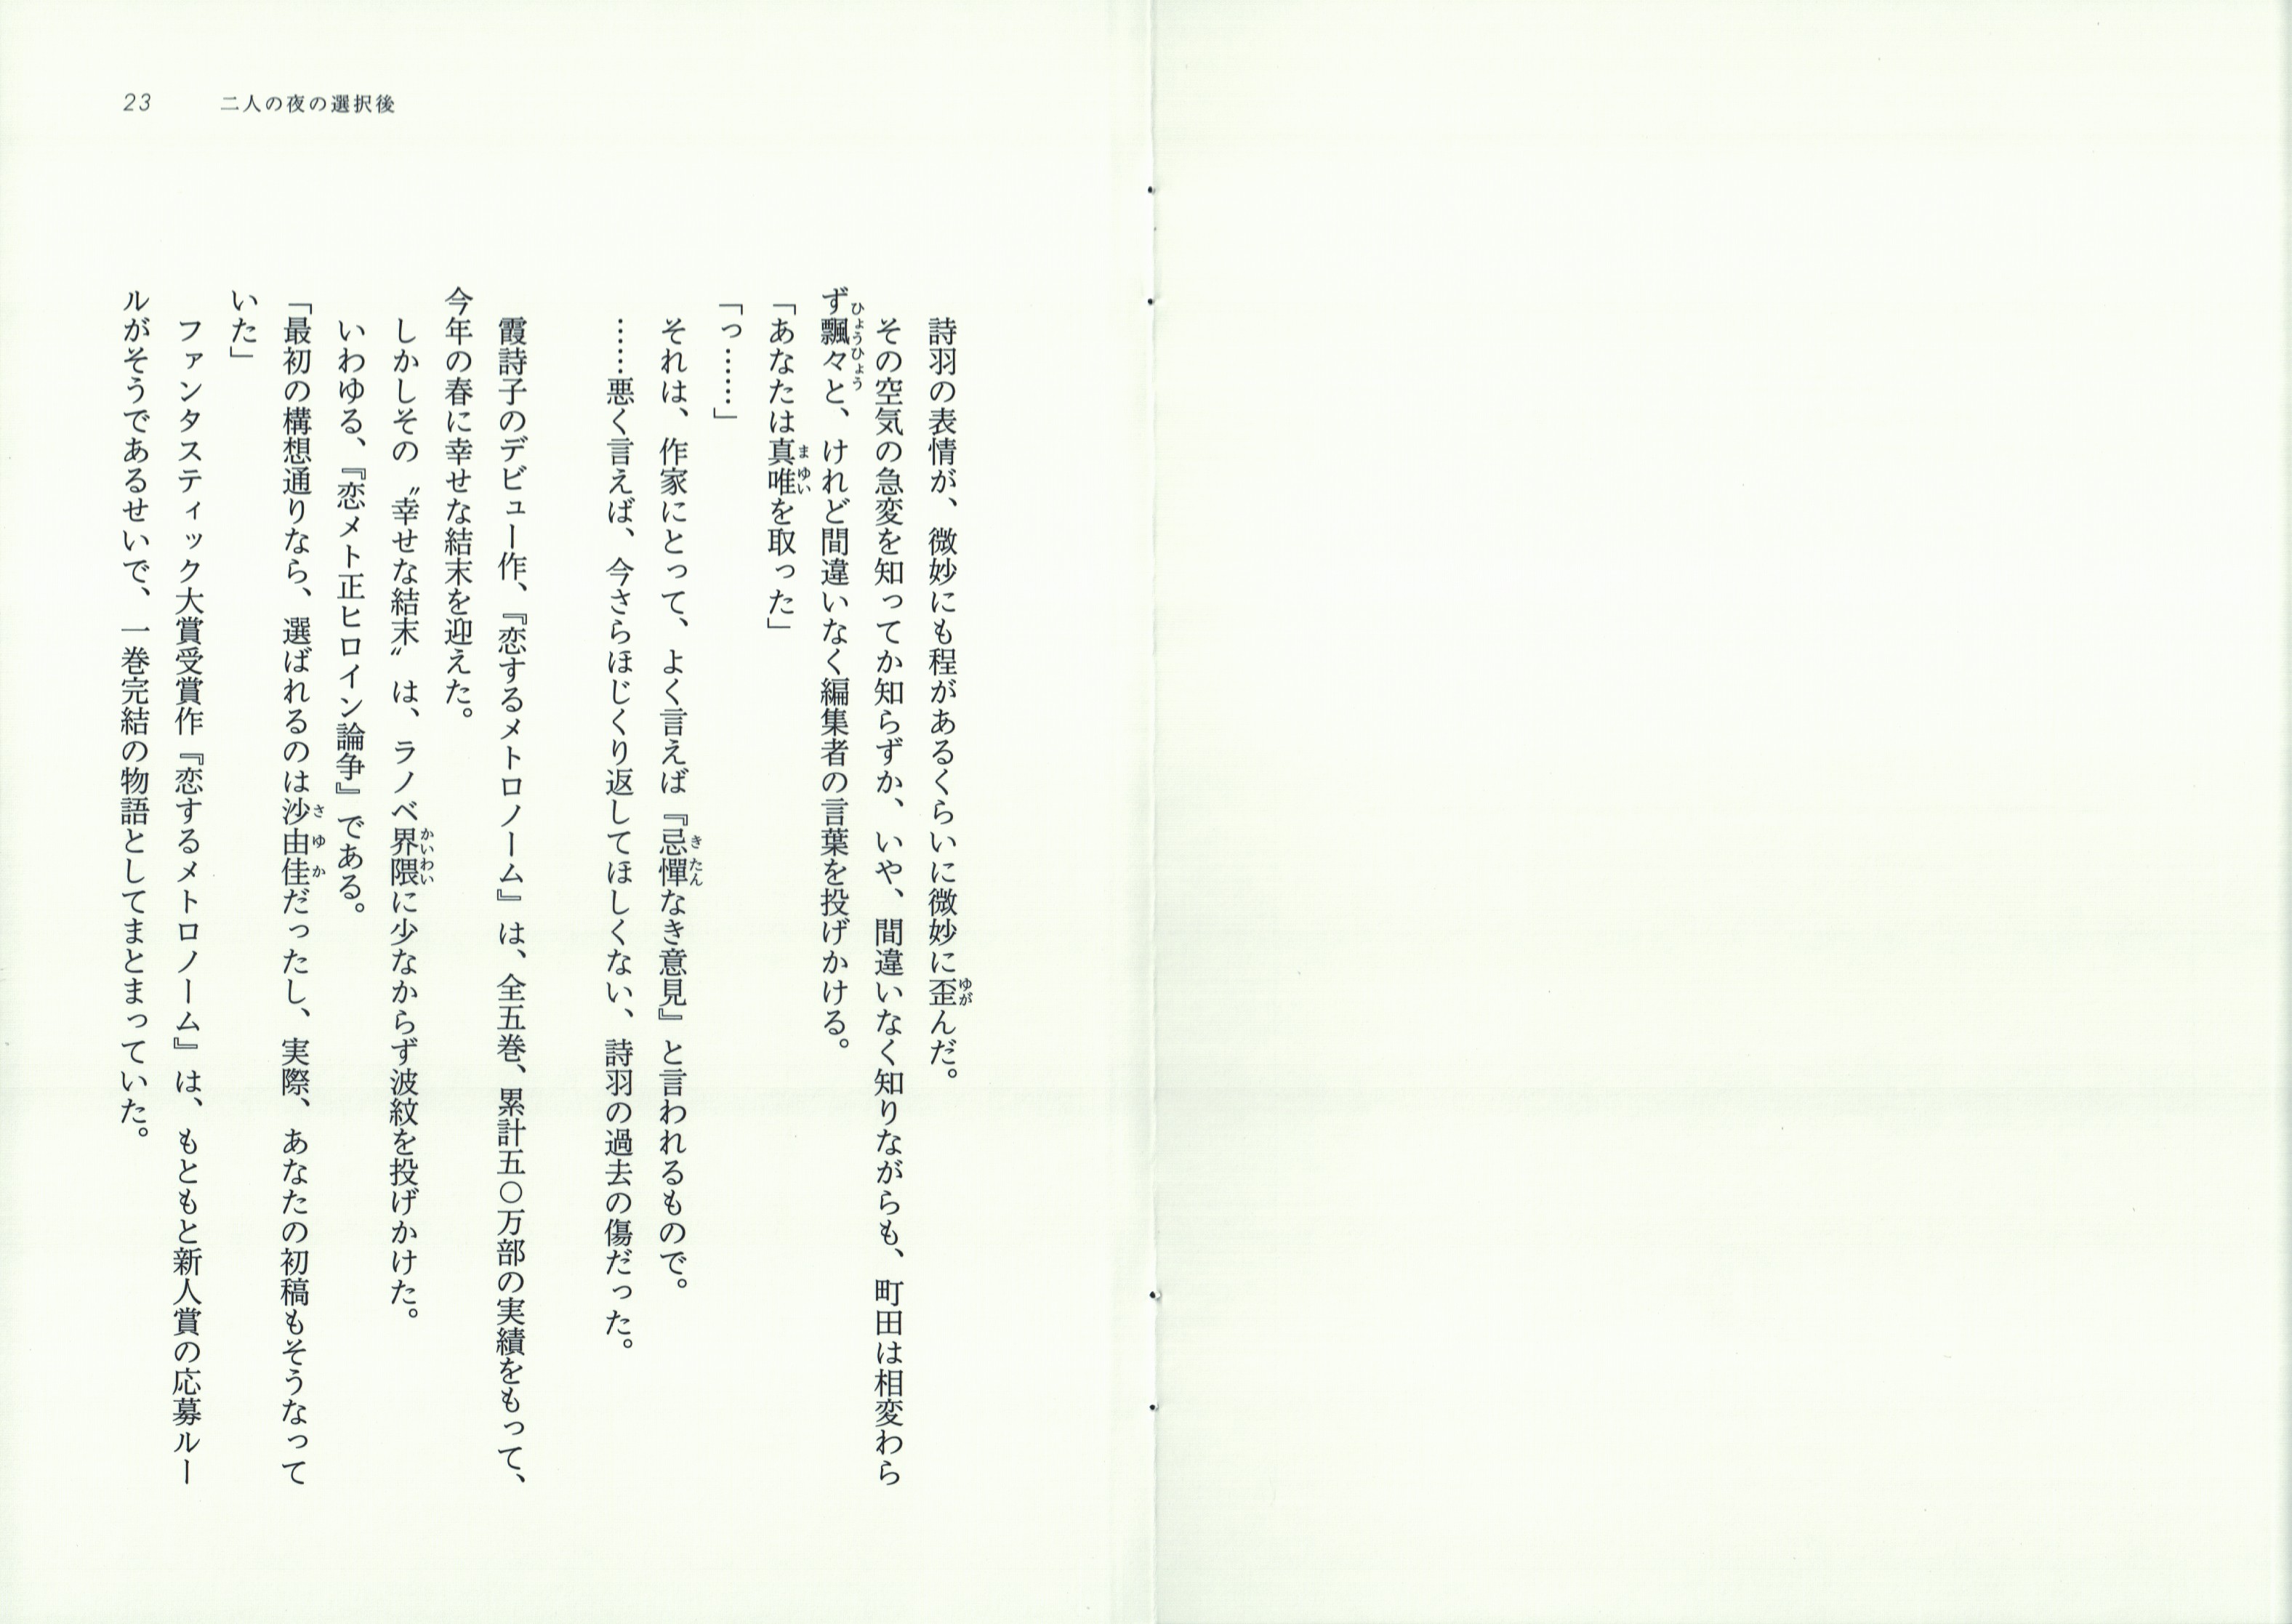 23　二人の夜の選択後
　詩羽の表情が、微妙にも程があるくらいに微妙に歪んだ。
　その空気の急変を知ってか知らずか、いや、間違いなく知りながらも、町田は相変わら
ず飄々と、けれど間違いなく編集者の言葉を投げかける。
「あなたは真唯を取った」
「っ……」
　それは、作家にとって、よく言えば『忌憚なき意見』と言われるもので。
　……悪く言えば、今さらほじくり返してほしくない、詩羽の過去の傷だった。
　霞詩子のデビュー作、『恋するメトロノーム』は、全五巻、累計五〇万部の実績をもって、
今年の春に幸せな結末を迎えた。
　しかしその〝幸せな結末〟は、ラノベ界隈に少なからず波紋を投げかけた。
　いわゆる、『恋メト正ヒロイン論争』である。
「最初の構想通りなら、選ばれるのは沙由佳だったし、実際、あなたの初稿もそうなって
いた」
　ファンタスティック大賞受賞作『恋するメトロノーム』は、もともと新人賞の応募ルー
ルがそうであるせいで、一巻完結の物語としてまとまっていた。